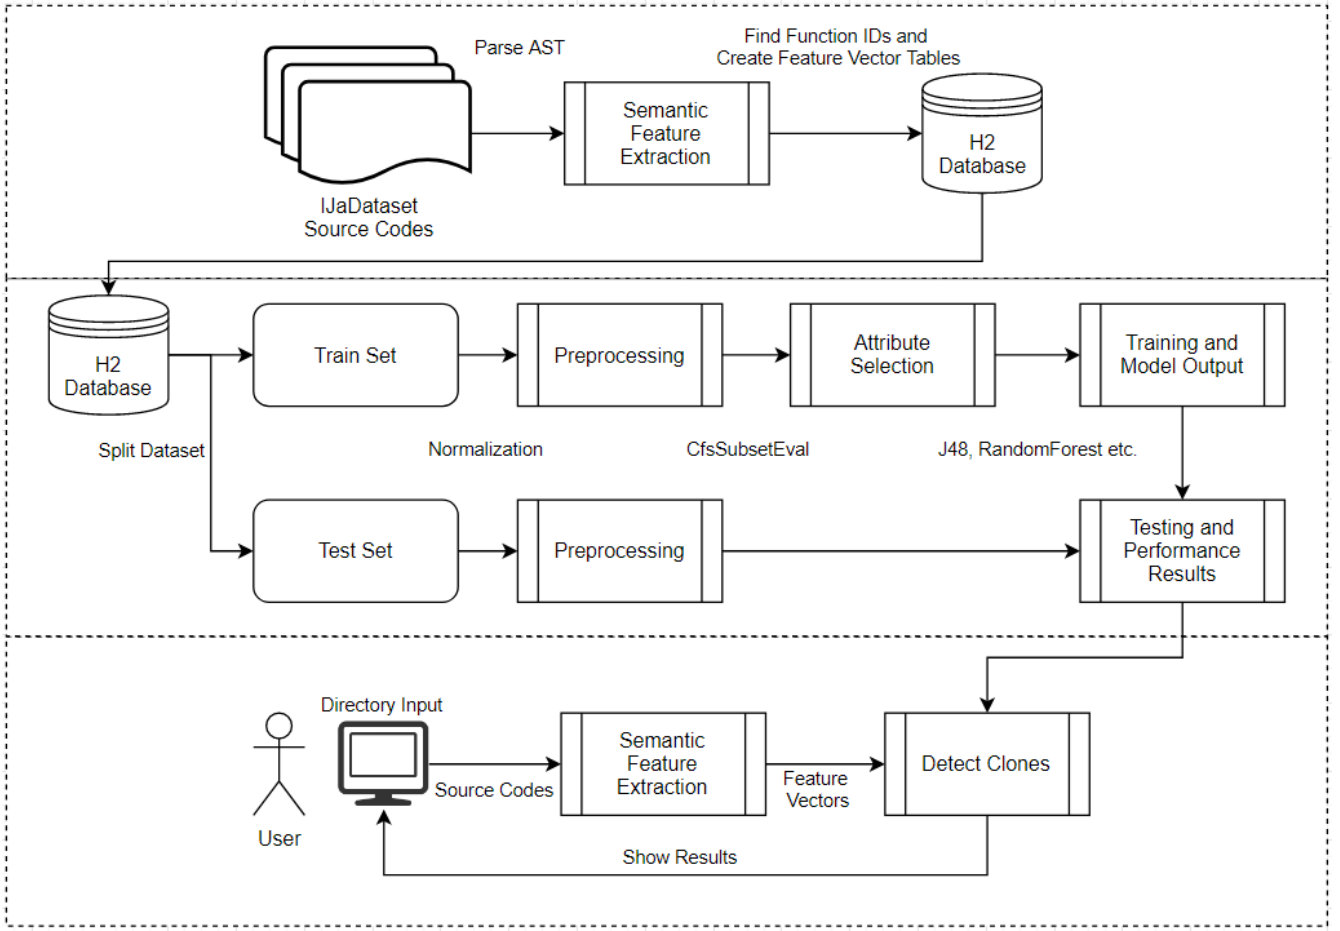 Parse AST
Find Function IDs and
Create Feature Vector Tables
Semantic
Feature
Extraction
H2
Database
IJaDataset
Source Codes
H2
Database
Train Set
Preprocessing
Attribute
Selection
Training and
Model Output
Split Dataset
Normalization
CfsSubsetEval
J48, RandomForest etc.
Test Set
Preprocessing
Testing and
Performance
Results
Directory Input
User
Source Codes
Semantic
Feature
Extraction
Feature
Vectors
Detect Clones
Show Results